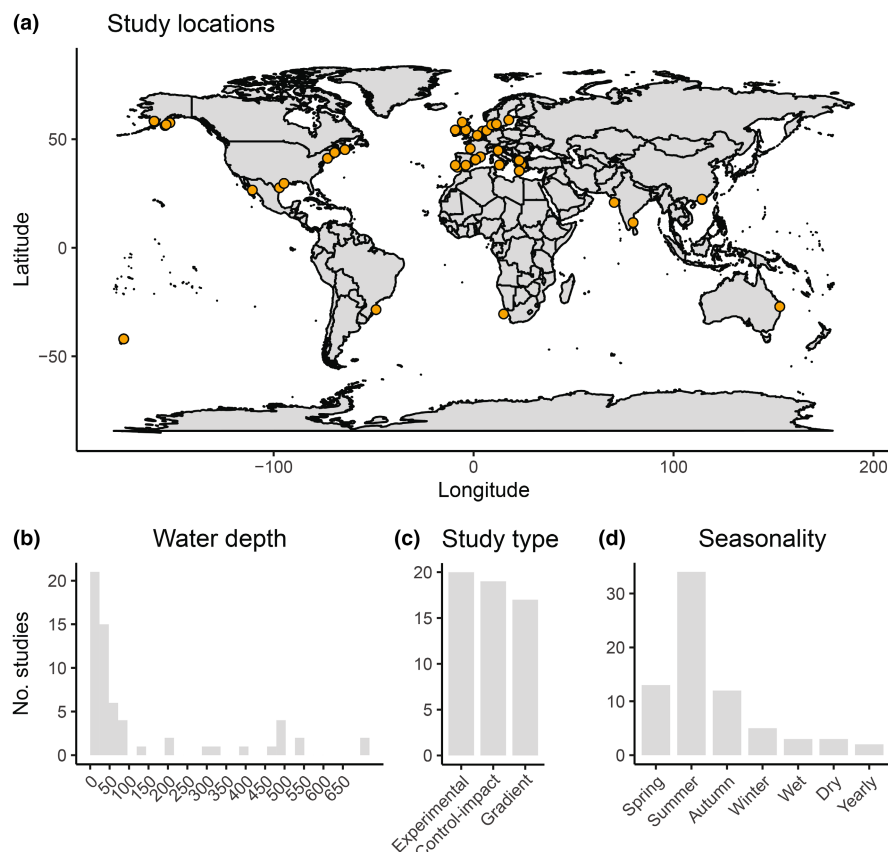 (a) Study locations
50
0
−50
Latitude
−100 0 100 200
Longitude
(b) Water depth
20
15
10
5
0
No. studies
0 50 100 150 200 250 300 350 400 450 500 550 600 650
(c) Study type
20
15
10
5
0
Experimental Control-impact Gradient
(d) Seasonality
30
20
10
0
Spring Summer Autumn Winter Wet Dry Yearly